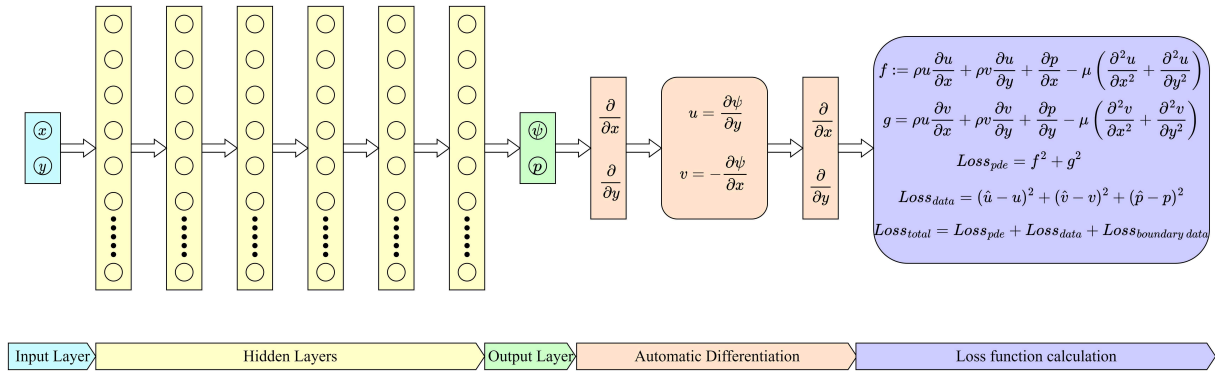 x
y
ψ
p
∂/∂x
∂/∂y
u = ∂ψ/∂y
v = −∂ψ/∂x
∂/∂x
∂/∂y
f := ρu ∂u/∂x + ρv ∂u/∂y + ∂p/∂x − μ (∂²u/∂x² + ∂²u/∂y²)
g = ρu ∂v/∂x + ρv ∂v/∂y + ∂p/∂y − μ (∂²v/∂x² + ∂²v/∂y²)
Loss_pde = f² + g²
Loss_data = (û − u)² + (v̂ − v)² + (p̂ − p)²
Loss_total = Loss_pde + Loss_data + Loss_boundary data
Input Layer
Hidden Layers
Output Layer
Automatic Differentiation
Loss function calculation